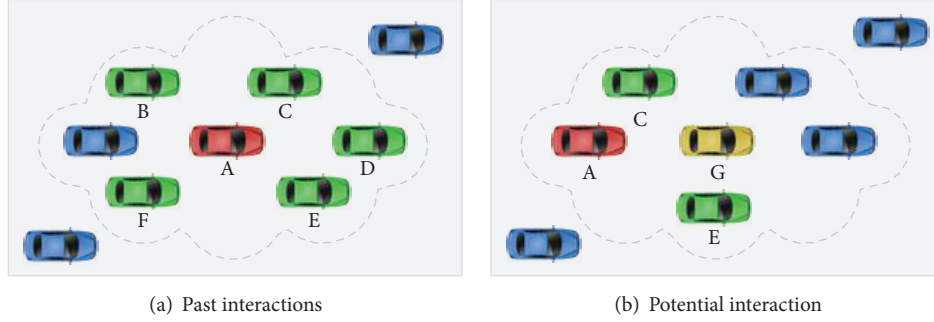 B
C
A
D
F
E
(a) Past interactions
C
A
G
E
(b) Potential interaction